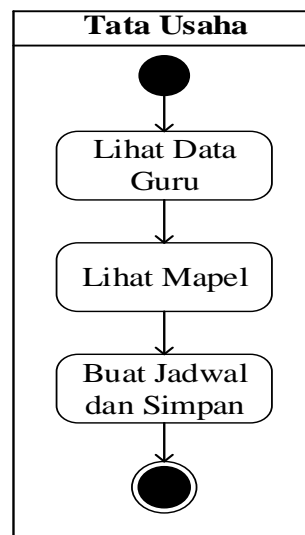 Tata Usaha
Lihat Data
Guru
Lihat Mapel
Buat Jadwal
dan Simpan